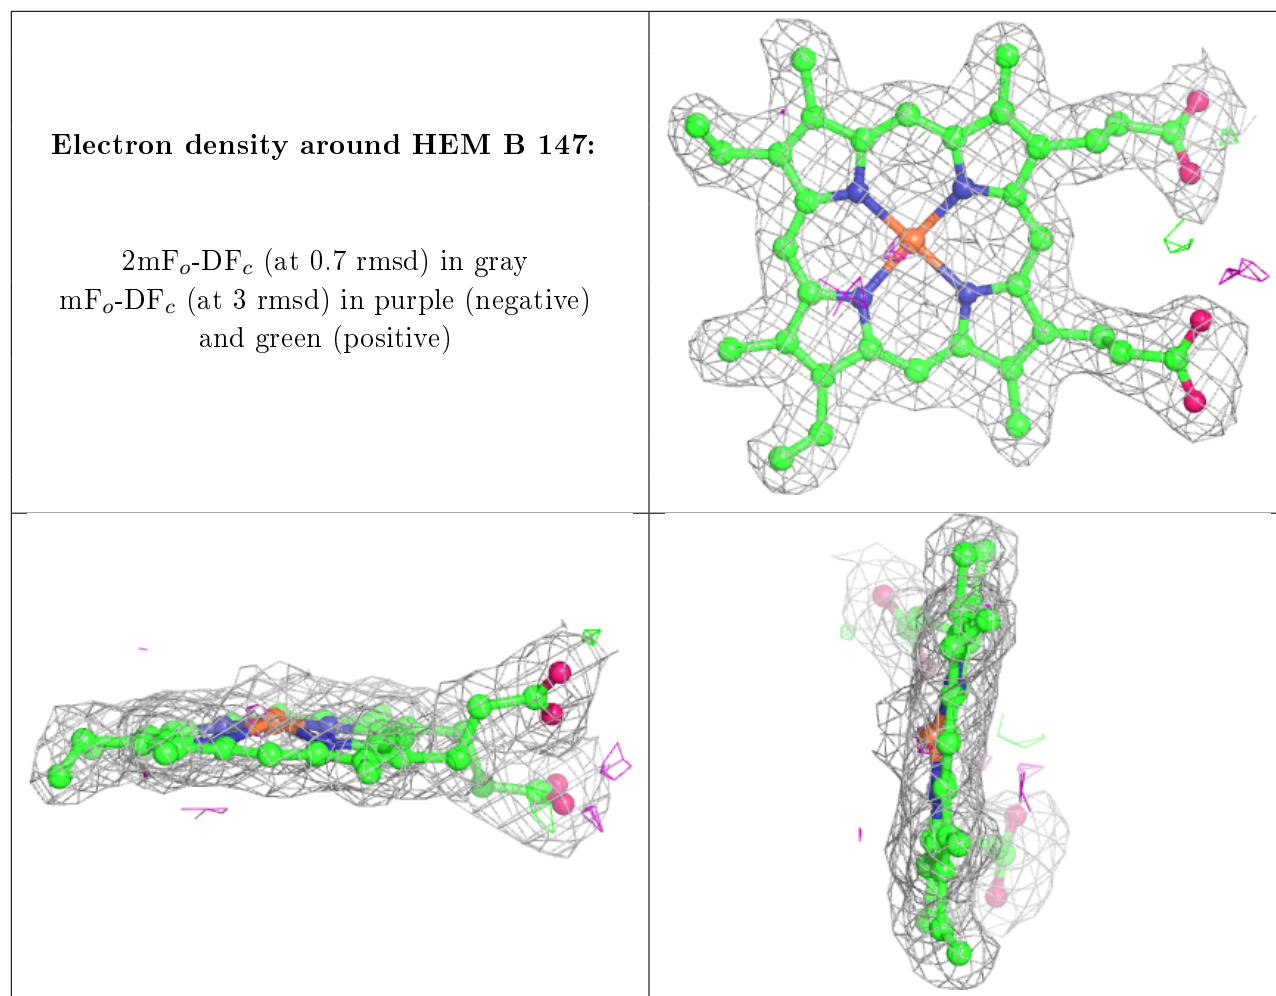 Electron density around HEM B 147:
2mFo-DFc (at 0.7 rmsd) in gray
mFo-DFc (at 3 rmsd) in purple (negative)
and green (positive)